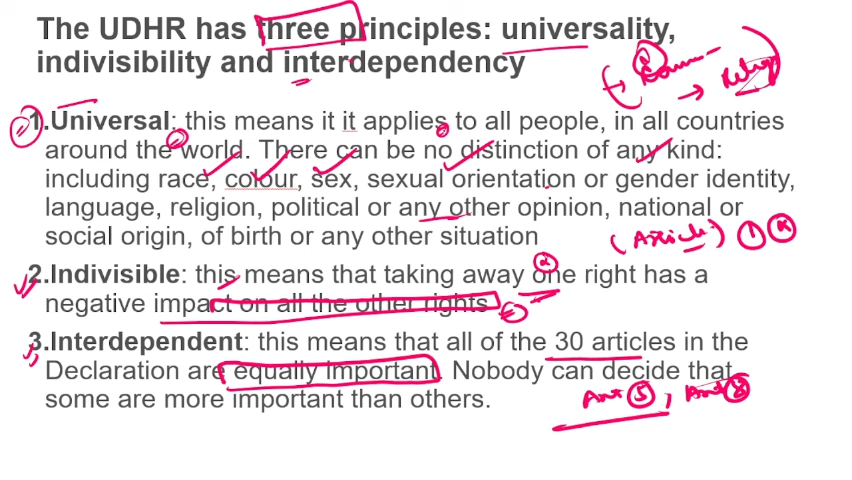 The UDHR has three principles: universality,
indivisibility and interdependency
1.Universal: this means it it applies to all people, in all countries
around the world. There can be no distinction of any kind:
including race, colour, sex, sexual orientation or gender identity,
language, religion, political or any other opinion, national or
social origin, of birth or any other situation
(Article) 1
2.Indivisible: this means that taking away one right has a
negative impact on all the other rights
3.Interdependent: this means that all of the 30 articles in the
Declaration are equally important. Nobody can decide that
some are more important than others.